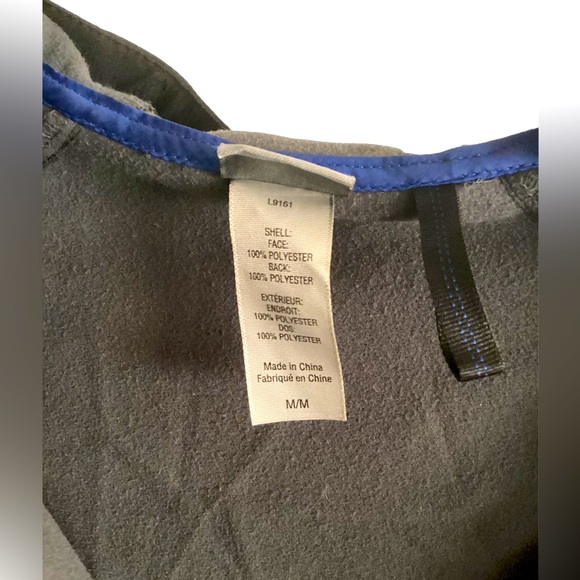 L9161
SHELL:
FACE:
100% POLYESTER
BACK:
100% POLYESTER
EXTÉRIEUR:
ENDROIT:
100% POLYESTER
DOS:
100% POLYESTER
Made in China
Fabriqué en Chine
M/M